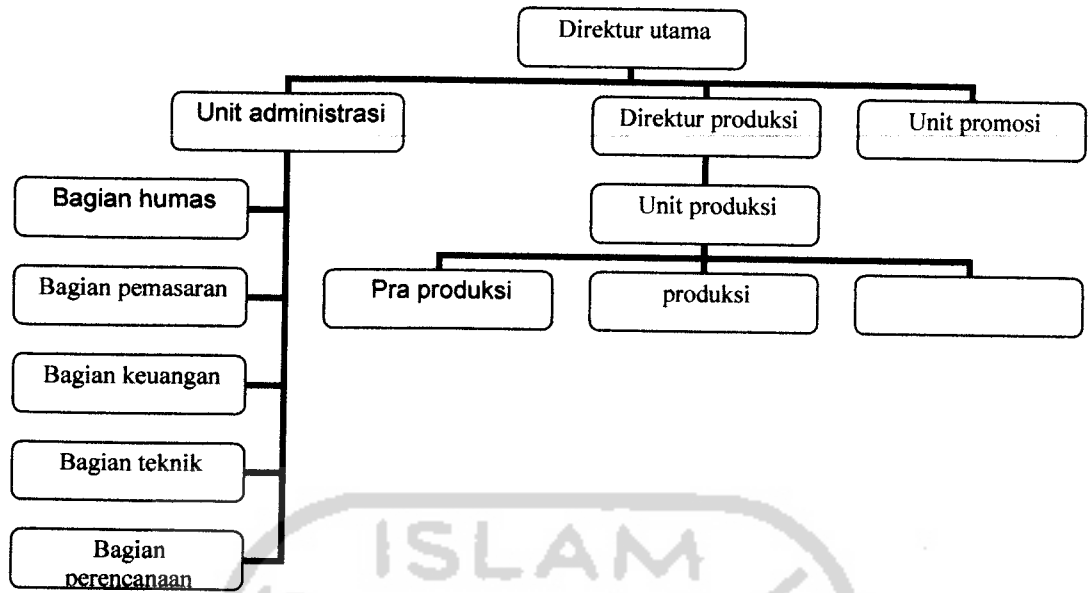 Direktur utama
Unit administrasi
Direktur produksi
Unit promosi
Bagian humas
Unit produksi
Bagian pemasaran
Pra produksi
produksi
Bagian keuangan
Bagian teknik
Bagian
perencanaan
ISLAM